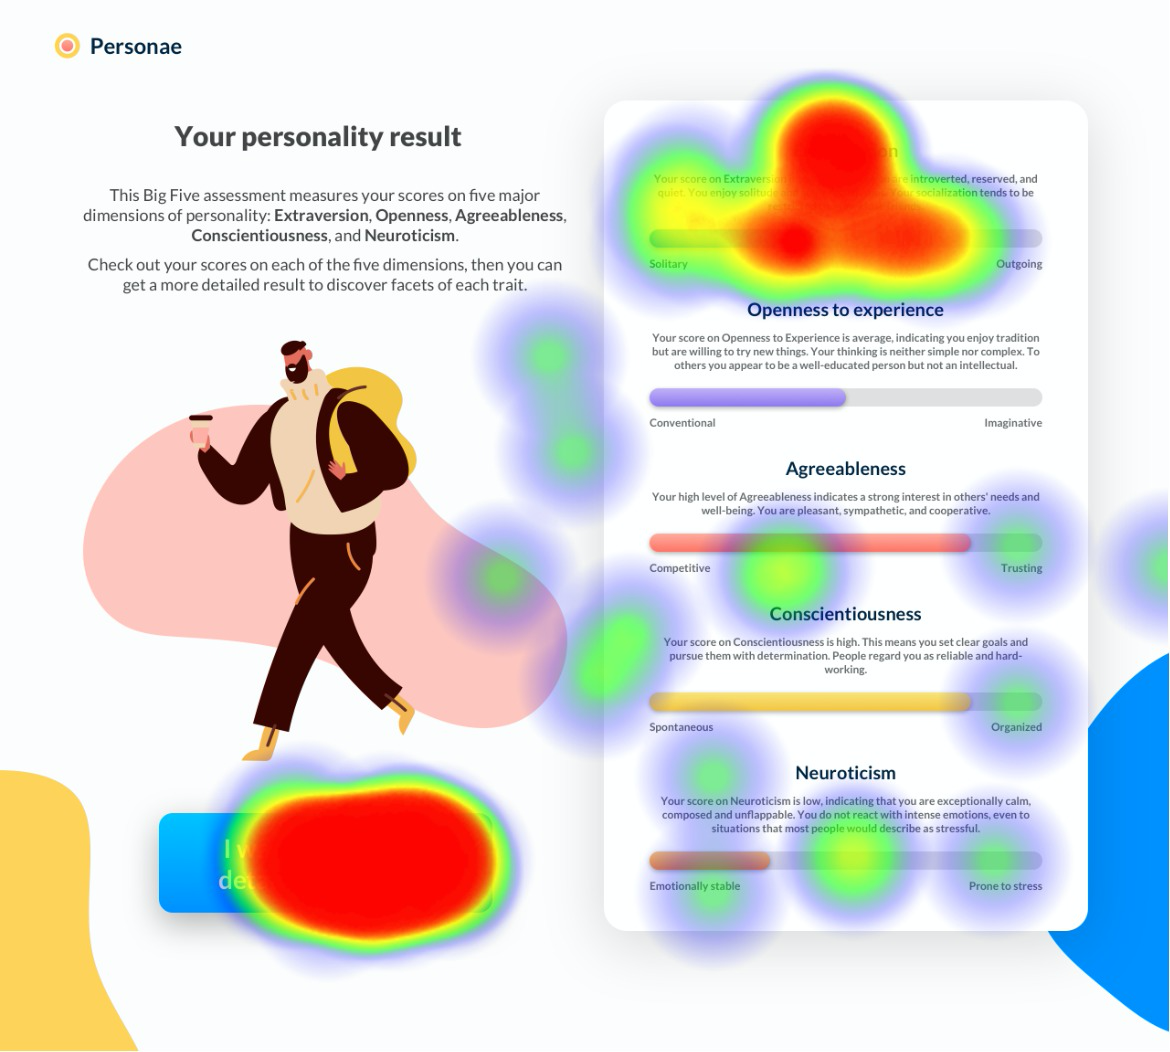 Personae
Your personality result
This Big Five assessment measures your scores on five major
dimensions of personality: Extraversion, Openness, Agreeableness,
Conscientiousness, and Neuroticism.
Check out your scores on each of the five dimensions, then you can
get a more detailed result to discover facets of each trait.
I
Your score on Extraversion are introverted, reserved, and
quiet. You enjoy solitude Your socialization tends to be
Solitary Outgoing
Openness to experience
Your score on Openness to Experience is average, indicating you enjoy tradition
but are willing to try new things. Your thinking is neither simple nor complex. To
others you appear to be a well-educated person but not an intellectual.
Conventional Imaginative
Agreeableness
Your high level of Agreeableness indicates a strong interest in others' needs and
well-being. You are pleasant, sympathetic, and cooperative.
Competitive Trusting
Conscientiousness
Your score on Conscientiousness is high. This means you set clear goals and
pursue them with determination. People regard you as reliable and hard-
working.
Spontaneous Organized
Neuroticism
Your score on Neuroticism is low, indicating that you are exceptionally calm,
composed and unflappable. You do not react with intense emotions, even to
situations that most people would describe as stressful.
Emotionally stable Prone to stress